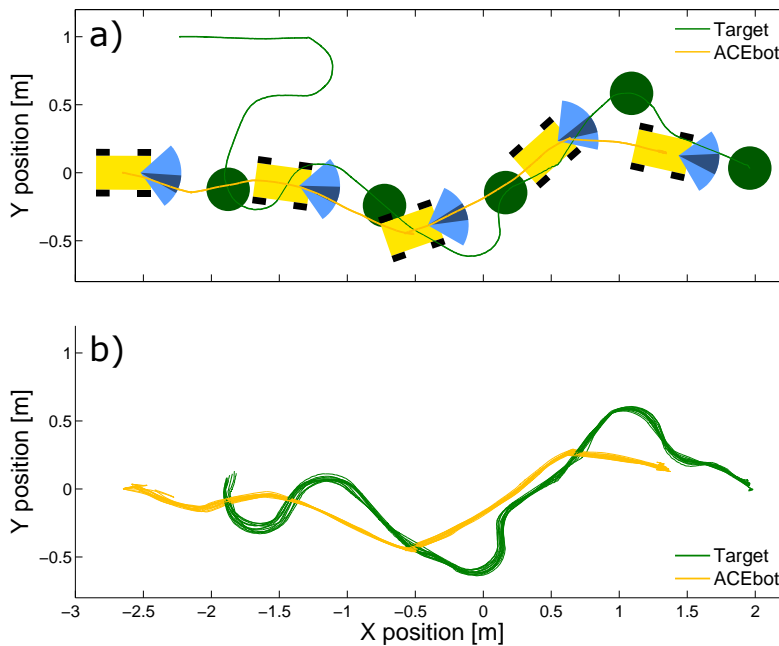 a)
Target
ACEbot
Y position [m]
1
0.5
0
−0.5
b)
Y position [m]
1
0.5
0
−0.5
Target
ACEbot
−3 −2.5 −2 −1.5 −1 −0.5 0 0.5 1 1.5 2
X position [m]